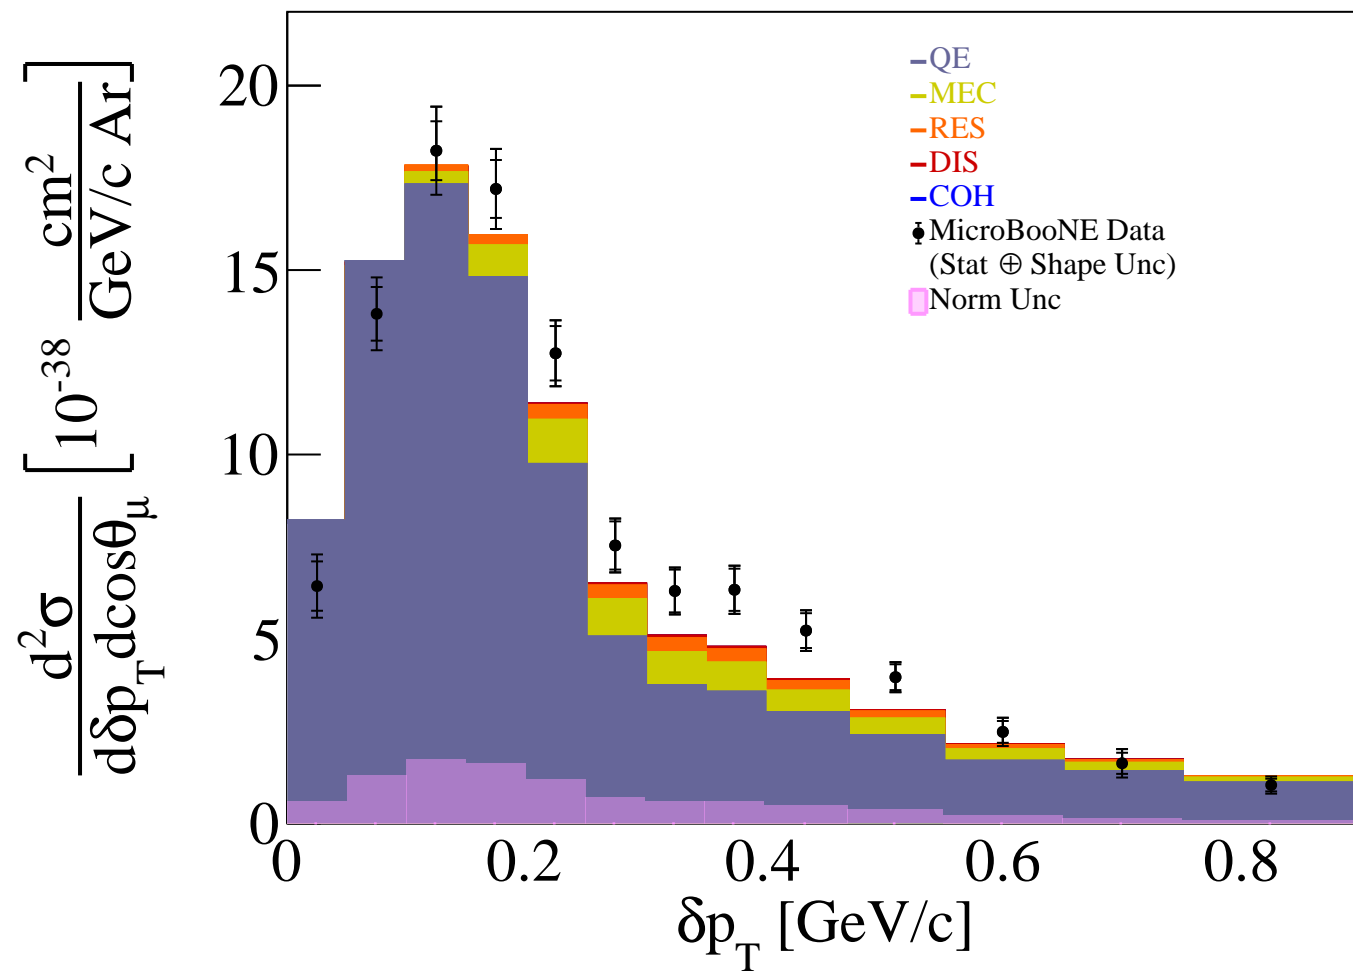 d²σ
dδp_T dcosθ_μ
[10⁻³⁸ cm²
GeV/c Ar]
20
15
10
5
0
QE
MEC
RES
DIS
COH
MicroBooNE Data
(Stat ⊕ Shape Unc)
Norm Unc
0 0.2 0.4 0.6 0.8
δp_T [GeV/c]